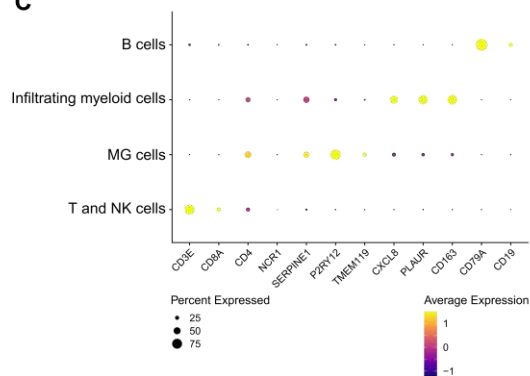 C
B cells
Infiltrating myeloid cells
MG cells
T and NK cells
CD3E
CD8A
CD4
NCR1
SERPINE1
P2RY12
TMEM119
CXCL8
PLAUR
CD163
CD79A
CD19
Percent Expressed
25
50
75
Average Expression
1
0
−1